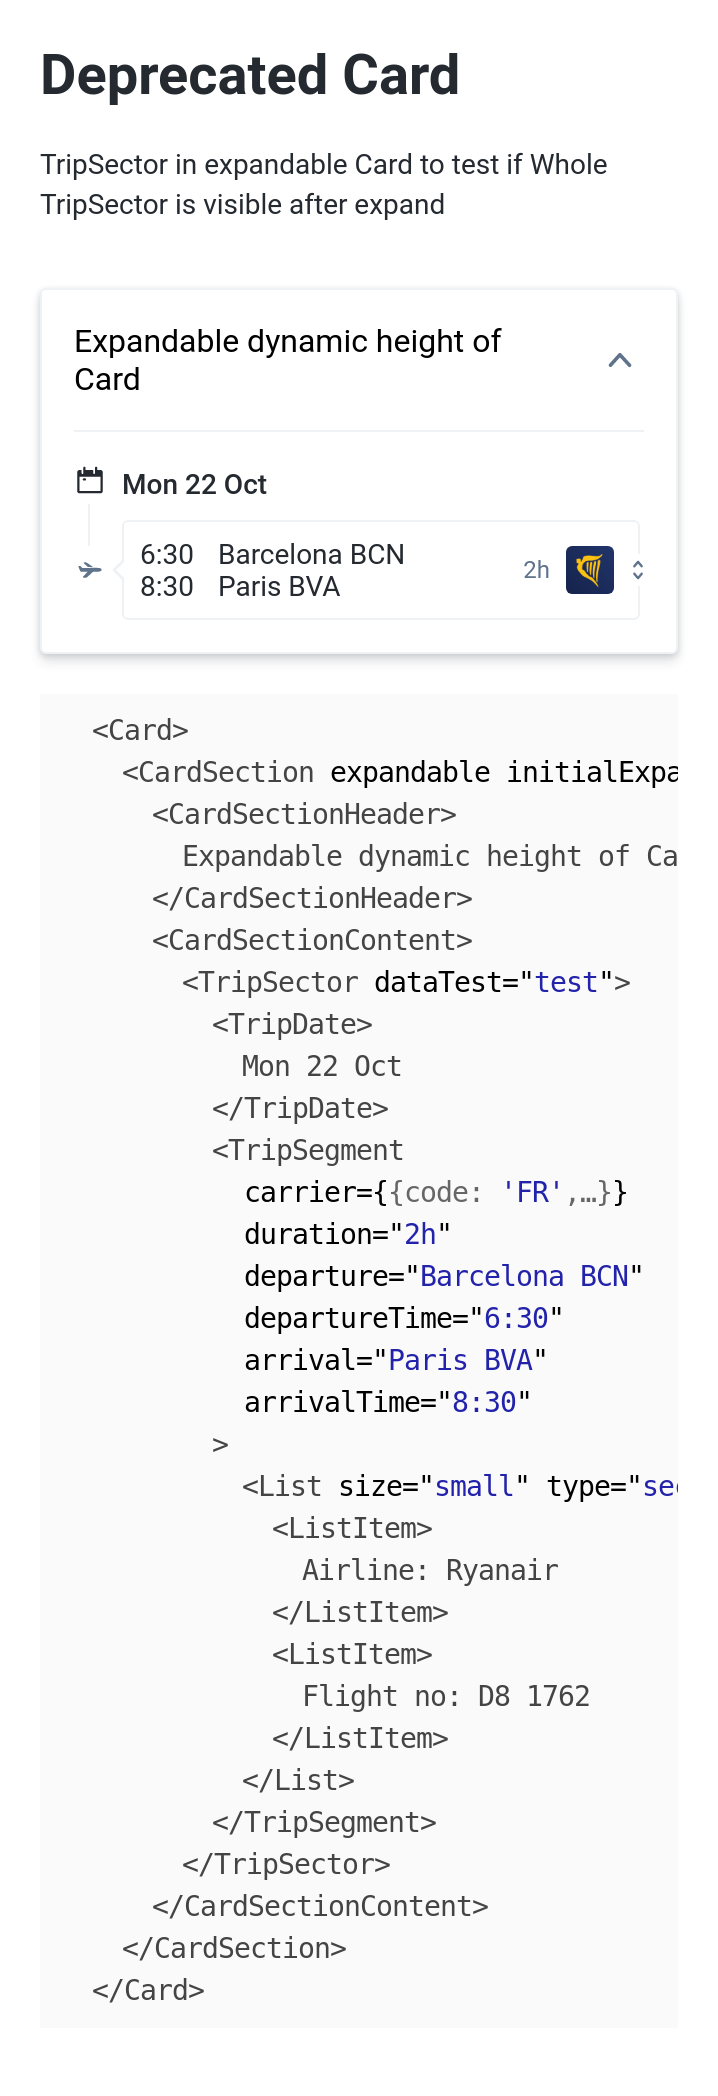 Deprecated Card
TripSector in expandable Card to test if Whole
TripSector is visible after expand
Expandable dynamic height of
Card
Mon 22 Oct
6:30 Barcelona BCN
8:30 Paris BVA
2h
<Card>
<CardSection expandable initialExpa
<CardSectionHeader>
Expandable dynamic height of Ca
</CardSectionHeader>
<CardSectionContent>
<TripSector dataTest="test">
<TripDate>
Mon 22 Oct
</TripDate>
<TripSegment
carrier={{code: 'FR',…}}
duration="2h"
departure="Barcelona BCN"
departureTime="6:30"
arrival="Paris BVA"
arrivalTime="8:30"
>
<List size="small" type="sec
<ListItem>
Airline: Ryanair
</ListItem>
<ListItem>
Flight no: D8 1762
</ListItem>
</List>
</TripSegment>
</TripSector>
</CardSectionContent>
</CardSection>
</Card>